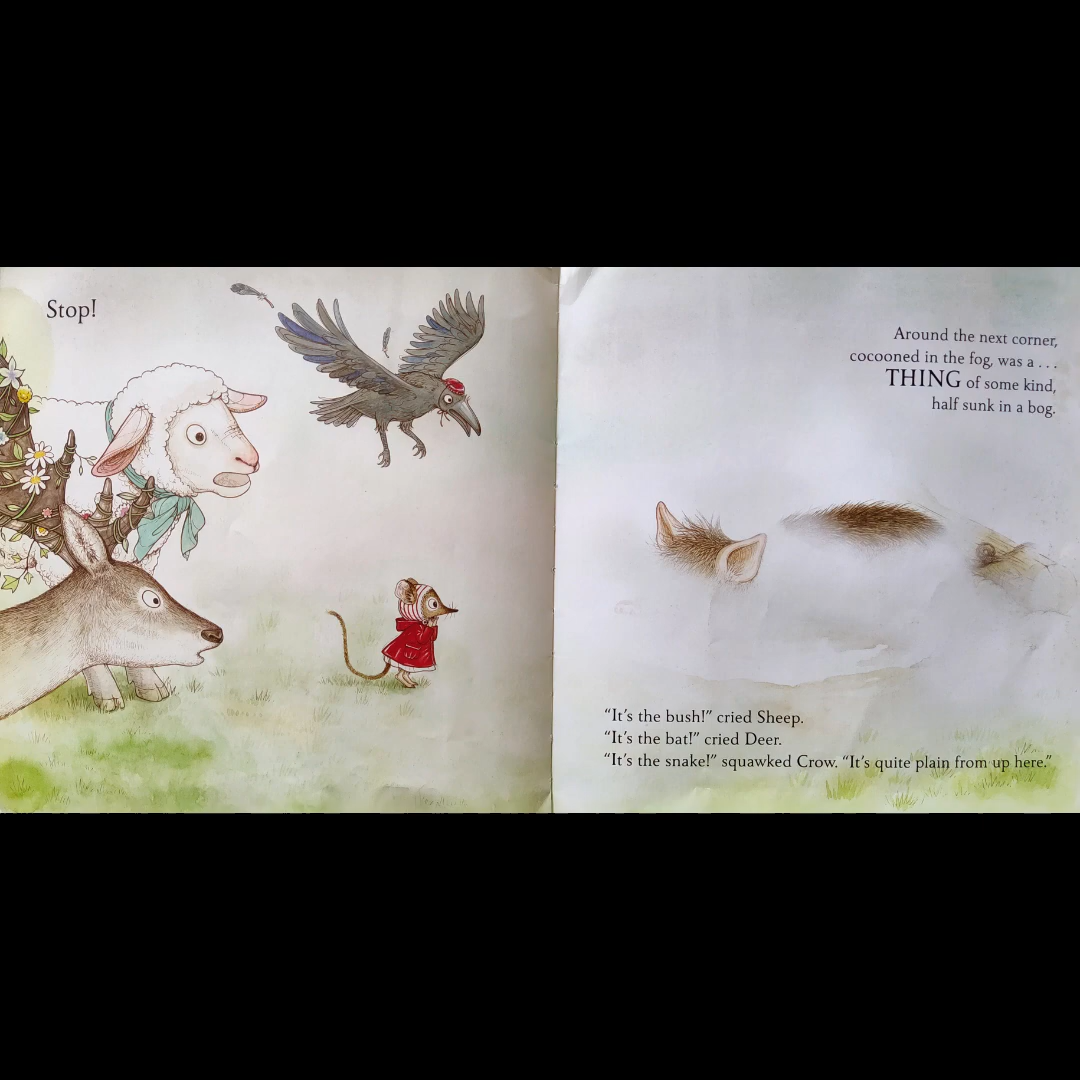 Stop!
Around the next corner,
cocooned in the fog, was a . . .
THING of some kind,
half sunk in a bog.
“It’s the bush!” cried Sheep.
“It’s the bat!” cried Deer.
“It’s the snake!” squawked Crow. “It’s quite plain from up here.”